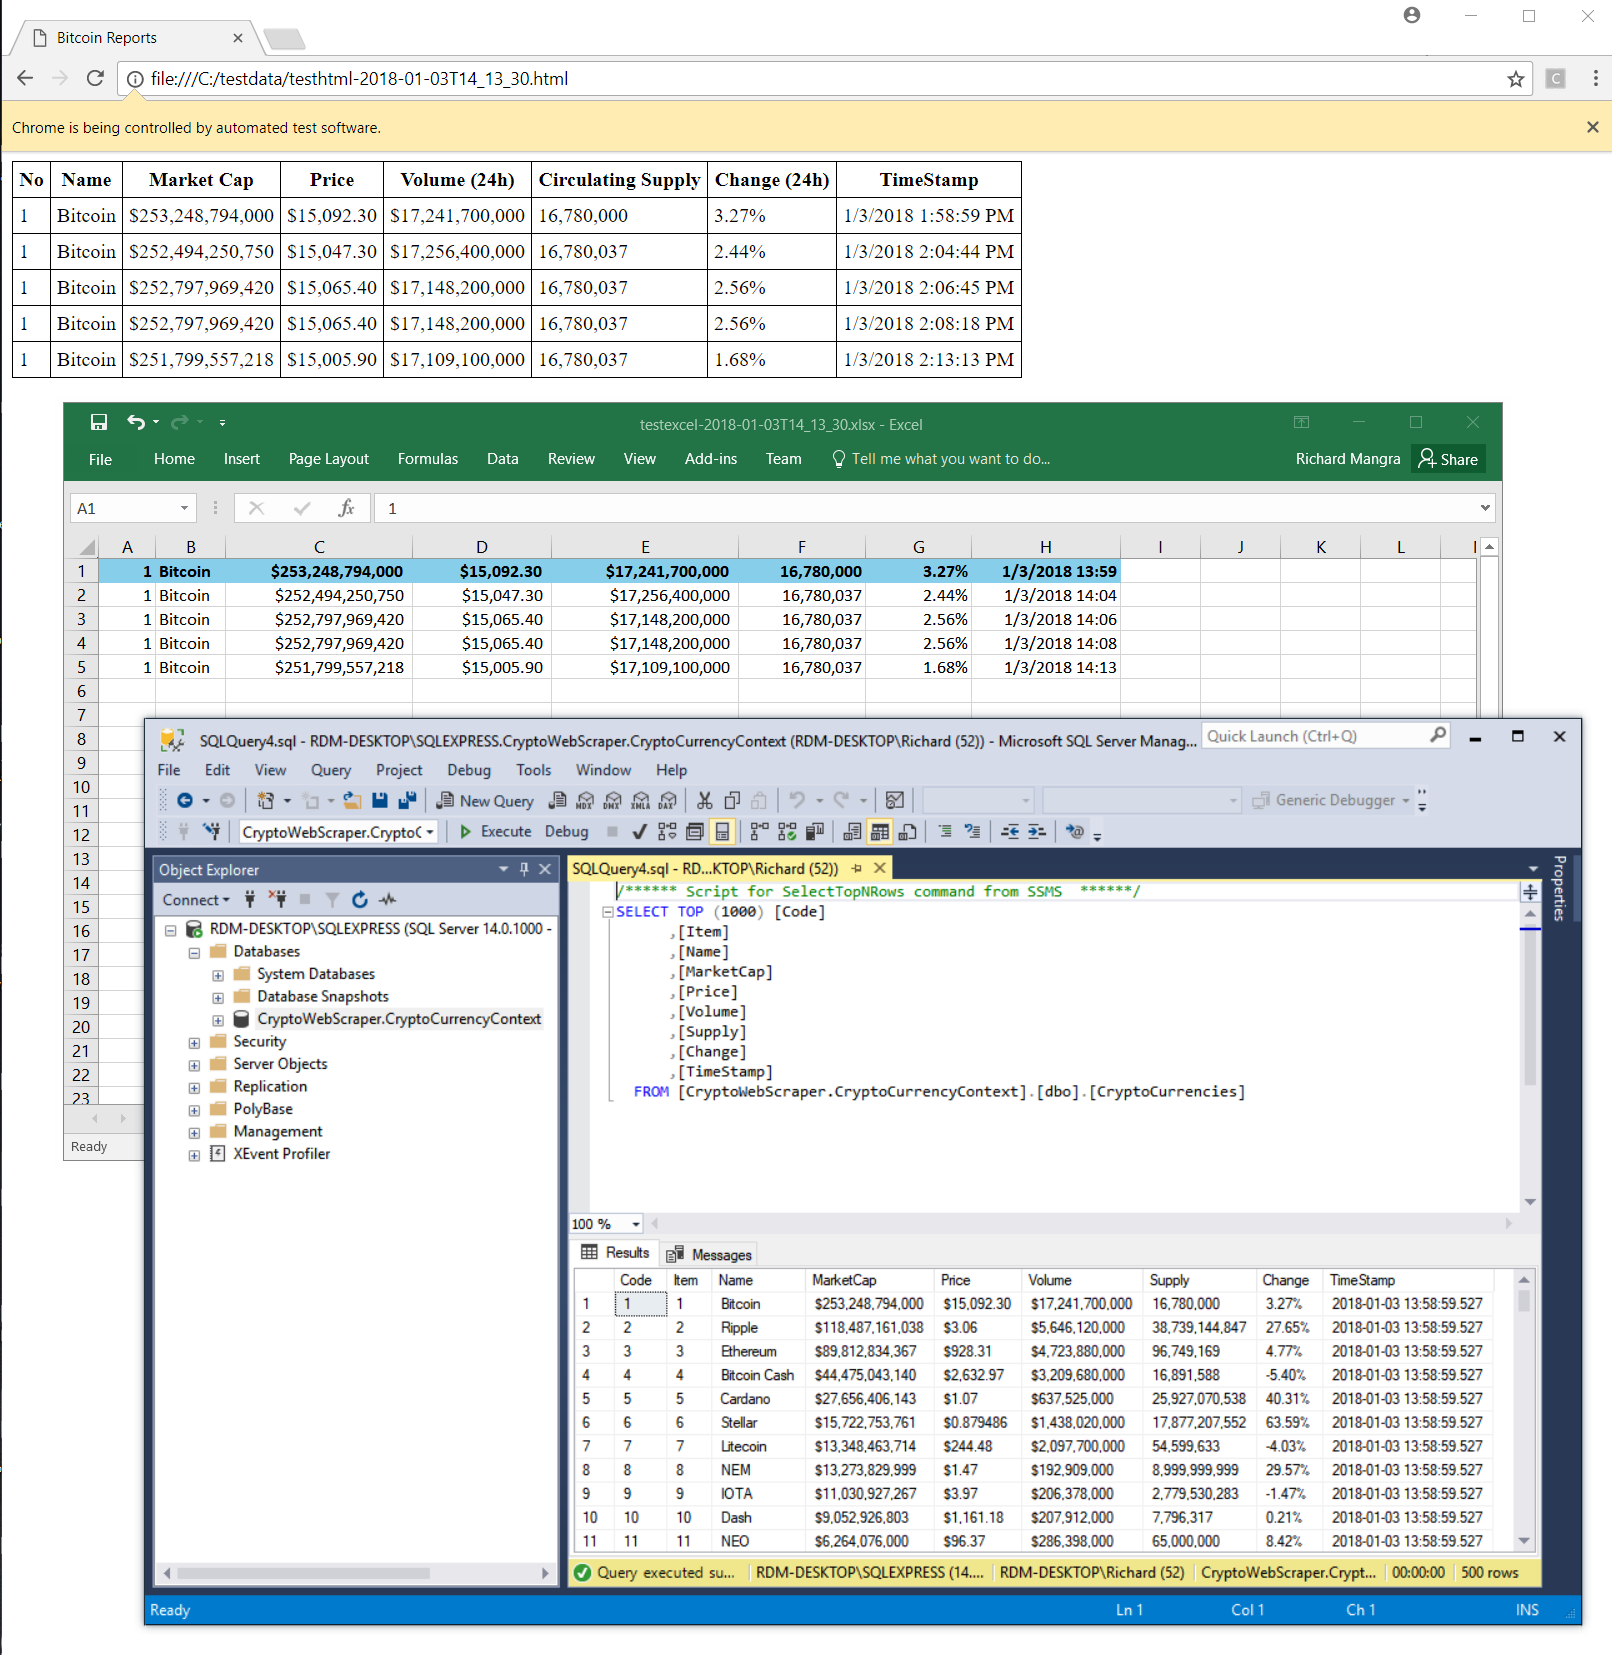 Bitcoin Reports
file:///C:/testdata/testhtml-2018-01-03T14_13_30.html
C
Chrome is being controlled by automated test software.
No Name Market Cap Price Volume (24h) Circulating Supply Change (24h) TimeStamp
1 Bitcoin $253,248,794,000 $15,092.30 $17,241,700,000 16,780,000 3.27% 1/3/2018 1:58:59 PM
1 Bitcoin $252,494,250,750 $15,047.30 $17,256,400,000 16,780,037 2.44% 1/3/2018 2:04:44 PM
1 Bitcoin $252,797,969,420 $15,065.40 $17,148,200,000 16,780,037 2.56% 1/3/2018 2:06:45 PM
1 Bitcoin $252,797,969,420 $15,065.40 $17,148,200,000 16,780,037 2.56% 1/3/2018 2:08:18 PM
1 Bitcoin $251,799,557,218 $15,005.90 $17,109,100,000 16,780,037 1.68% 1/3/2018 2:13:13 PM
testexcel-2018-01-03T14_13_30.xlsx - Excel
File Home Insert Page Layout Formulas Data Review View Add-ins Team Tell me what you want to do... Richard Mangra Share
A1 fx 1
A B C D E F G H I J K L
1 1 Bitcoin $253,248,794,000 $15,092.30 $17,241,700,000 16,780,000 3.27% 1/3/2018 13:59
2 1 Bitcoin $252,494,250,750 $15,047.30 $17,256,400,000 16,780,037 2.44% 1/3/2018 14:04
3 1 Bitcoin $252,797,969,420 $15,065.40 $17,148,200,000 16,780,037 2.56% 1/3/2018 14:06
4 1 Bitcoin $252,797,969,420 $15,065.40 $17,148,200,000 16,780,037 2.56% 1/3/2018 14:08
5 1 Bitcoin $251,799,557,218 $15,005.90 $17,109,100,000 16,780,037 1.68% 1/3/2018 14:13
6
7
8
9
10
11
12
13
14
15
16
17
18
19
20
21
22
23
Ready
SQLQuery4.sql - RDM-DESKTOP\SQLEXPRESS.CryptoWebScraper.CryptoCurrencyContext (RDM-DESKTOP\Richard (52)) - Microsoft SQL Server Manag... Quick Launch (Ctrl+Q)
File Edit View Query Project Debug Tools Window Help
New Query MDX DMX XMLA DAX Generic Debugger
CryptoWebScraper.CryptoC Execute Debug
Object Explorer
Connect
RDM-DESKTOP\SQLEXPRESS (SQL Server 14.0.1000 -
Databases
System Databases
Database Snapshots
CryptoWebScraper.CryptoCurrencyContext
Security
Server Objects
Replication
PolyBase
Management
XEvent Profiler
SQLQuery4.sql - RD...KTOP\Richard (52))
Properties
/****** Script for SelectTopNRows command from SSMS ******/
SELECT TOP (1000) [Code]
,[Item]
,[Name]
,[MarketCap]
,[Price]
,[Volume]
,[Supply]
,[Change]
,[TimeStamp]
FROM [CryptoWebScraper.CryptoCurrencyContext].[dbo].[CryptoCurrencies]
100 %
Results Messages
Code Item Name MarketCap Price Volume Supply Change TimeStamp
1 1 1 Bitcoin $253,248,794,000 $15,092.30 $17,241,700,000 16,780,000 3.27% 2018-01-03 13:58:59.527
2 2 2 Ripple $118,487,161,038 $3.06 $5,646,120,000 38,739,144,847 27.65% 2018-01-03 13:58:59.527
3 3 3 Ethereum $89,812,834,367 $928.31 $4,723,880,000 96,749,169 4.77% 2018-01-03 13:58:59.527
4 4 4 Bitcoin Cash $44,475,043,140 $2,632.97 $3,209,680,000 16,891,588 -5.40% 2018-01-03 13:58:59.527
5 5 5 Cardano $27,656,406,143 $1.07 $637,525,000 25,927,070,538 40.31% 2018-01-03 13:58:59.527
6 6 6 Stellar $15,722,753,761 $0.879486 $1,438,020,000 17,877,207,552 63.59% 2018-01-03 13:58:59.527
7 7 7 Litecoin $13,348,463,714 $244.48 $2,097,700,000 54,599,633 -4.03% 2018-01-03 13:58:59.527
8 8 8 NEM $13,273,829,999 $1.47 $192,909,000 8,999,999,999 29.57% 2018-01-03 13:58:59.527
9 9 9 IOTA $11,030,927,267 $3.97 $206,378,000 2,779,530,283 -1.47% 2018-01-03 13:58:59.527
10 10 10 Dash $9,052,926,803 $1,161.18 $207,912,000 7,796,317 0.21% 2018-01-03 13:58:59.527
11 11 11 NEO $6,264,076,000 $96.37 $286,398,000 65,000,000 8.42% 2018-01-03 13:58:59.527
Query executed su... RDM-DESKTOP\SQLEXPRESS (14.... RDM-DESKTOP\Richard (52) CryptoWebScraper.Crypt... 00:00:00 500 rows
Ready Ln 1 Col 1 Ch 1 INS